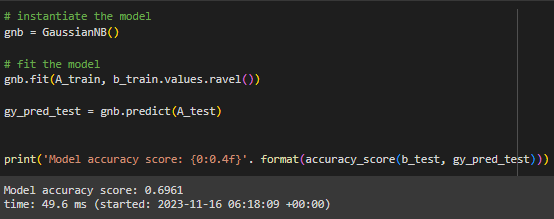 # instantiate the model
gnb = GaussianNB()
# fit the model
gnb.fit(A_train, b_train.values.ravel())
gy_pred_test = gnb.predict(A_test)
print('Model accuracy score: {0:0.4f}'. format(accuracy_score(b_test, gy_pred_test)))
Model accuracy score: 0.6961
time: 49.6 ms (started: 2023-11-16 06:18:09 +00:00)